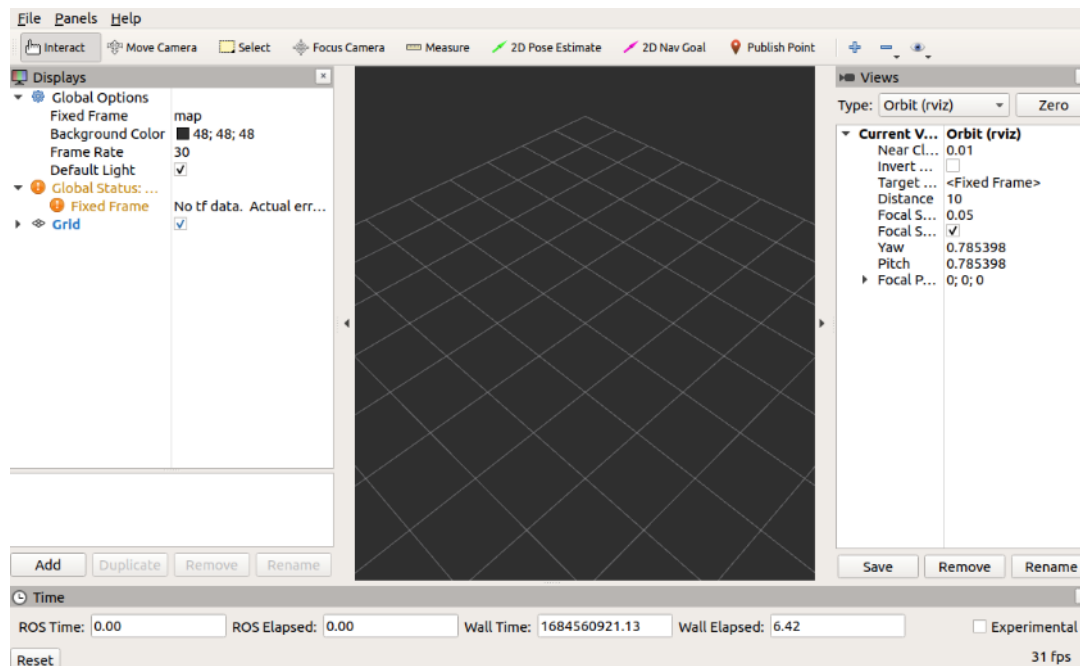 File Panels Help
Interact Move Camera Select Focus Camera Measure 2D Pose Estimate 2D Nav Goal Publish Point
Displays
Global Options
Fixed Frame map
Background Color 48; 48; 48
Frame Rate 30
Default Light
Global Status: ...
Fixed Frame No tf data. Actual err...
Grid
Add Duplicate Remove Rename
Views
Type: Orbit (rviz) Zero
Current V... Orbit (rviz)
Near Cl... 0.01
Invert ...
Target ... <Fixed Frame>
Distance 10
Focal S... 0.05
Focal S...
Yaw 0.785398
Pitch 0.785398
Focal P... 0; 0; 0
Save Remove Rename
Time
ROS Time: 0.00 ROS Elapsed: 0.00 Wall Time: 1684560921.13 Wall Elapsed: 6.42 Experimental
Reset 31 fps